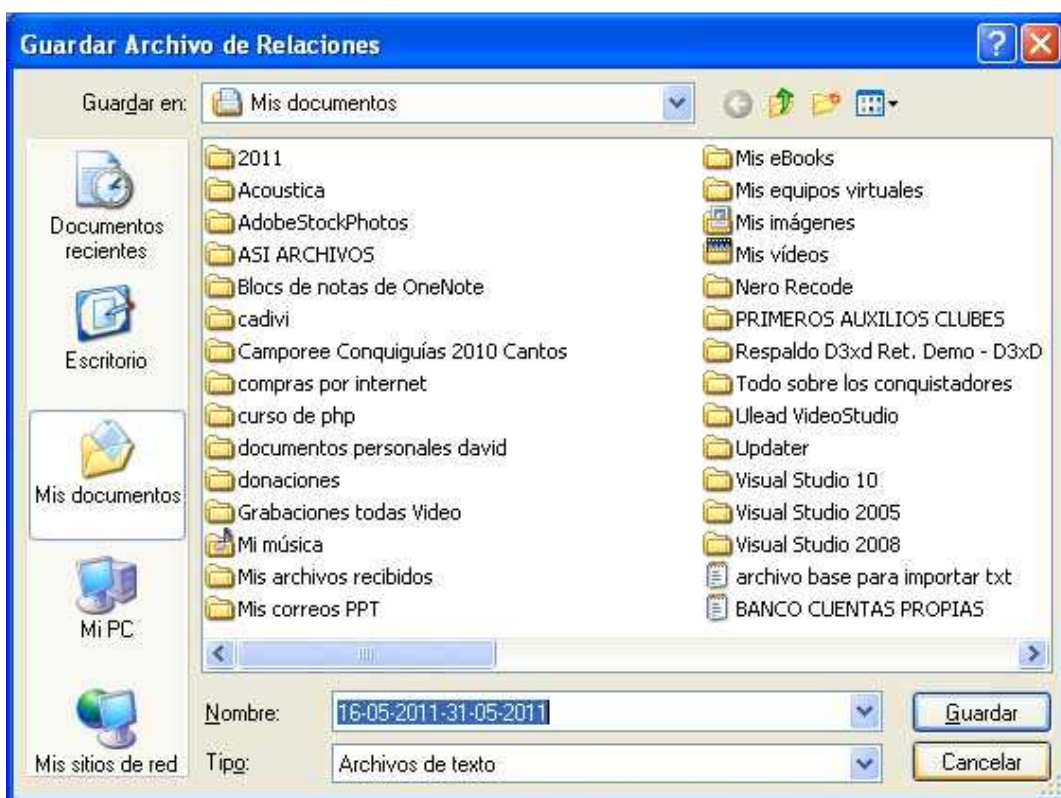 Guardar Archivo de Relaciones
Guardar en:
Mis documentos
Documentos
recientes
Escritorio
Mis documentos
Mi PC
Mis sitios de red
2011
Acoustica
AdobeStockPhotos
ASI ARCHIVOS
Blocs de notas de OneNote
cadivi
Camporee Conquiguías 2010 Cantos
compras por internet
curso de php
documentos personales david
donaciones
Grabaciones todas Video
Mi música
Mis archivos recibidos
Mis correos PPT
Mis eBooks
Mis equipos virtuales
Mis imágenes
Mis vídeos
Nero Recode
PRIMEROS AUXILIOS CLUBES
Respaldo D3xd Ret. Demo - D3xD
Todo sobre los conquistadores
Ulead VideoStudio
Updater
Visual Studio 10
Visual Studio 2005
Visual Studio 2008
archivo base para importar txt
BANCO CUENTAS PROPIAS
Nombre:
16-05-2011-31-05-2011
Guardar
Tipo:
Archivos de texto
Cancelar